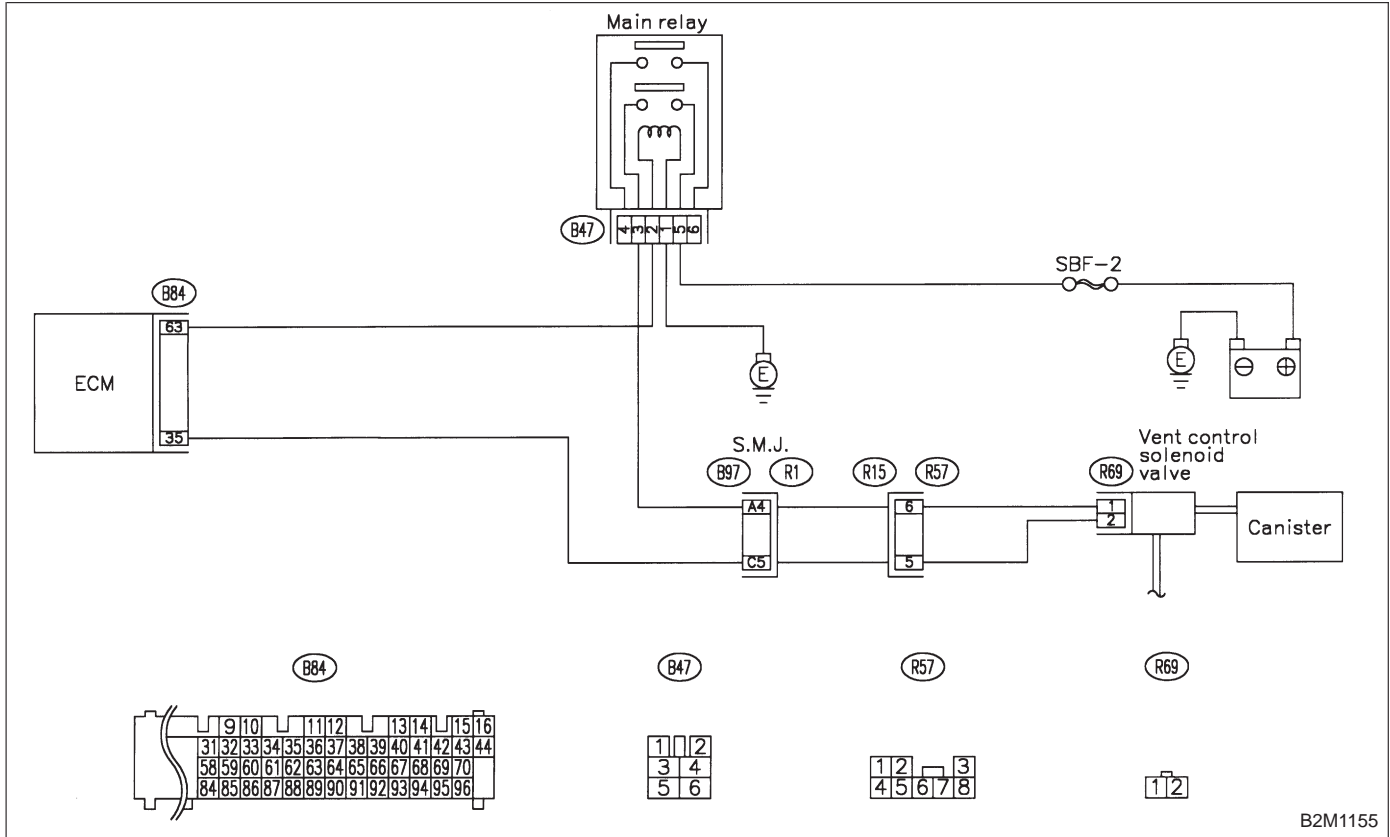 Main relay
B47
4 3 2 1 5 6
SBF-2
B84
63
ECM
35
E
E
⊖ ⊕
S.M.J.
B97 R1 R15 R57 R69
Vent control
solenoid
valve
A4
C5
6
5
1
2
Canister
B84 B47 R57 R69
9 10 11 12 13 14 15 16
31 32 33 34 35 36 37 38 39 40 41 42 43 44
58 59 60 61 62 63 64 65 66 67 68 69 70
84 85 86 87 88 89 90 91 92 93 94 95 96
1 2
3 4
5 6
1 2 3
4 5 6 7 8
1 2
B2M1155